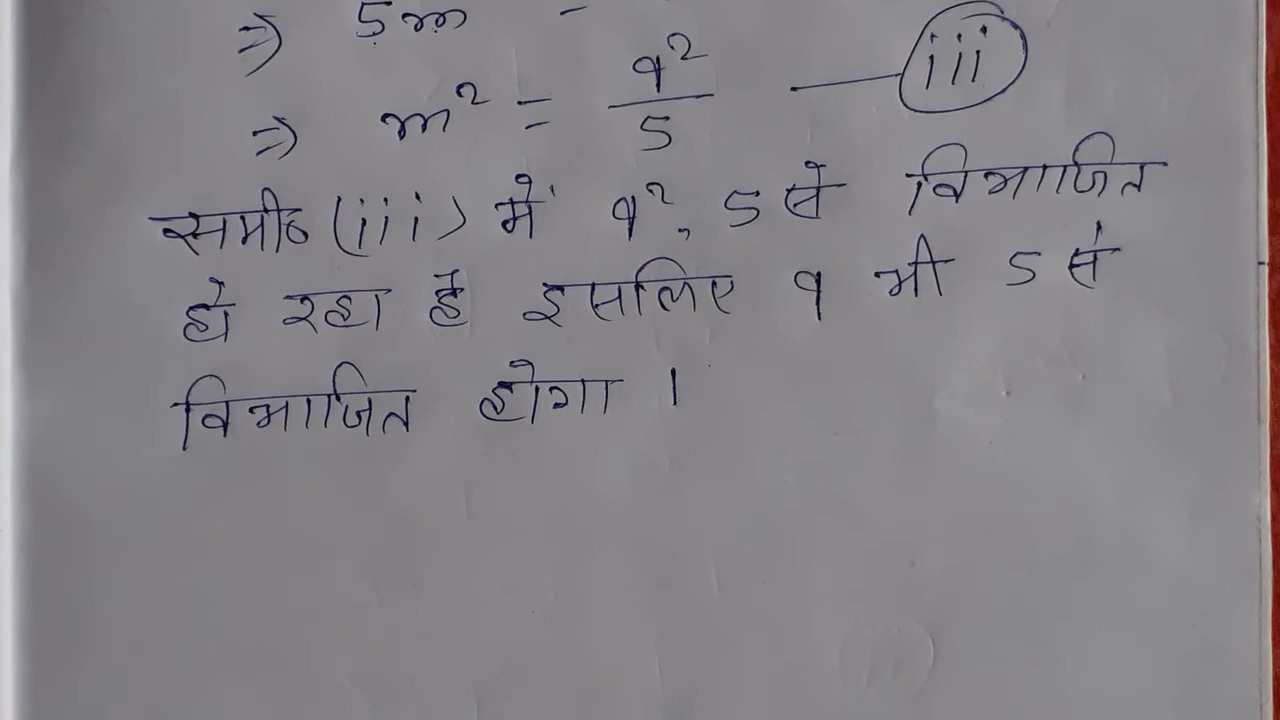 ⇒ 5m -
⇒ m² = q²/5 — (iii)
समी० (iii) में q², 5 से विभाजित
हो रहा है इसलिए q भी 5 से
विभाजित होगा ।